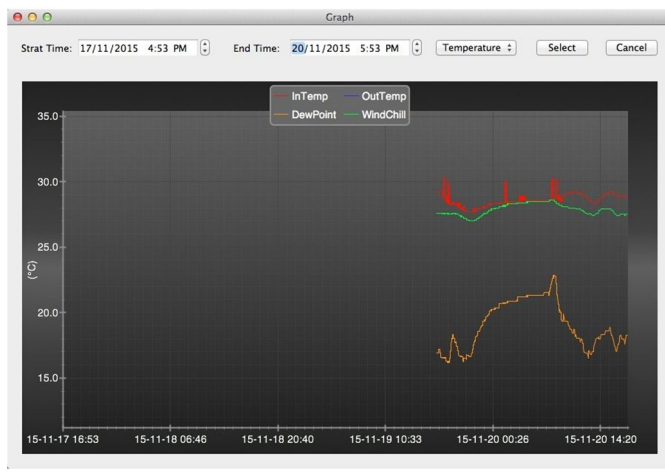 Graph
Strat Time: 17/11/2015 4:53 PM End Time: 20/11/2015 5:53 PM Temperature Select Cancel
InTemp OutTemp
DewPoint WindChill
35.0
30.0
25.0
(°C)
20.0
15.0
15-11-17 16:53 15-11-18 06:46 15-11-18 20:40 15-11-19 10:33 15-11-20 00:26 15-11-20 14:20